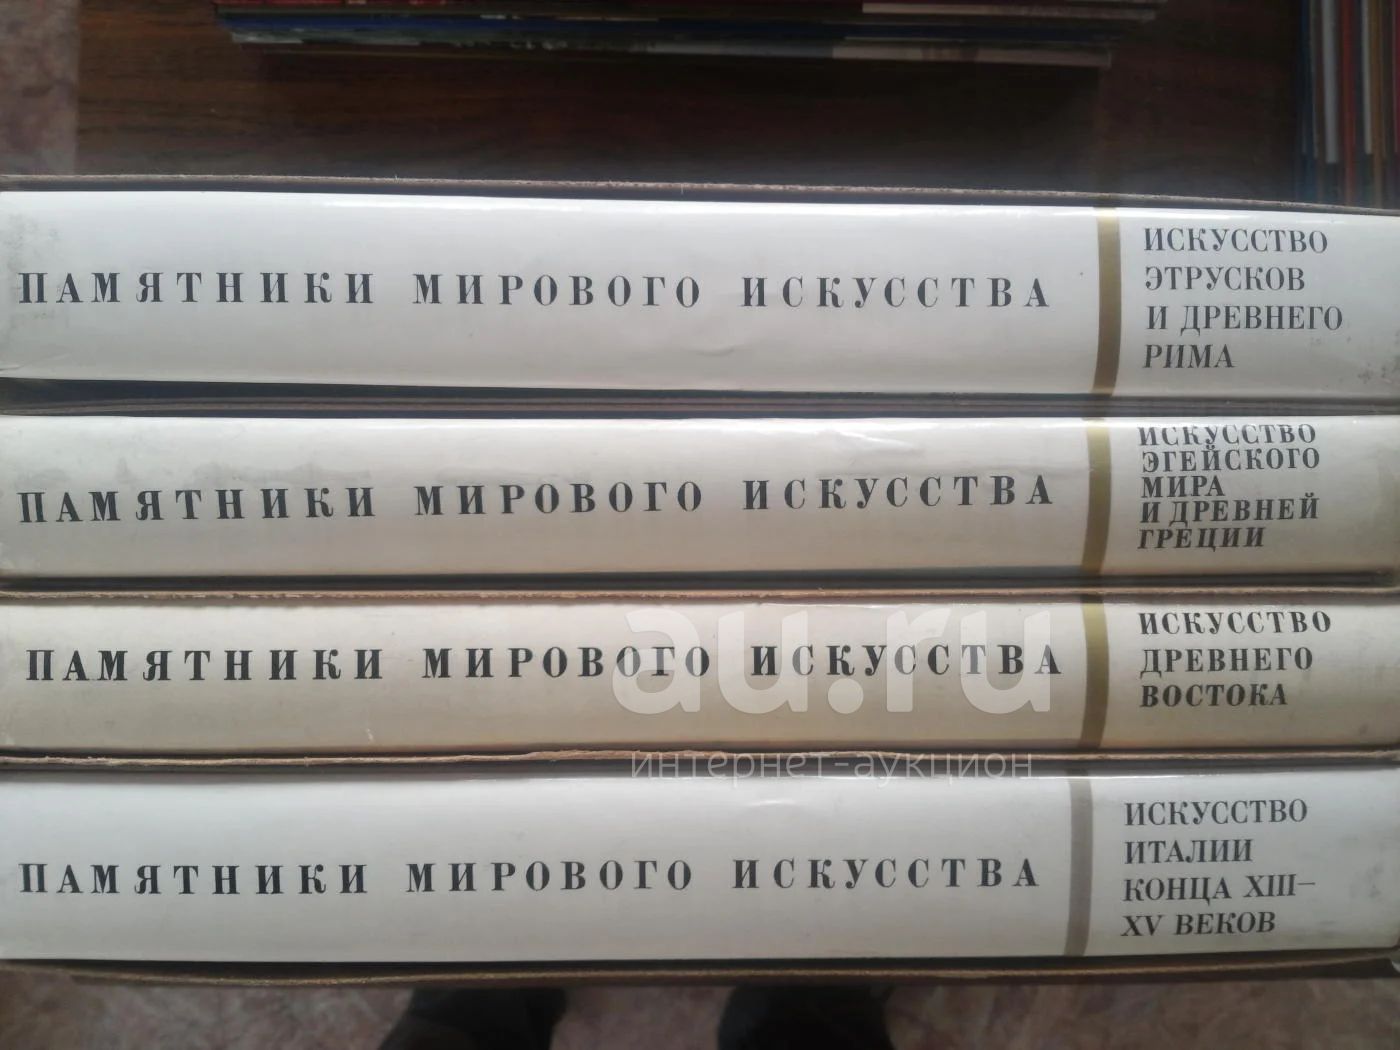 ПАМЯТНИКИ МИРОВОГО ИСКУССТВА
ИСКУССТВО
ЭТРУСКОВ
И ДРЕВНЕГО
РИМА
ПАМЯТНИКИ МИРОВОГО ИСКУССТВА
ИСКУССТВО
ЭГЕЙСКОГО
МИРА
И ДРЕВНЕЙ
ГРЕЦИИ
ПАМЯТНИКИ МИРОВОГО ИСКУССТВА
ИСКУССТВО
ДРЕВНЕГО
ВОСТОКА
au.ru
интернет-аукцион
ПАМЯТНИКИ МИРОВОГО ИСКУССТВА
ИСКУССТВО
ИТАЛИИ
КОНЦА XIII–
XV ВЕКОВ